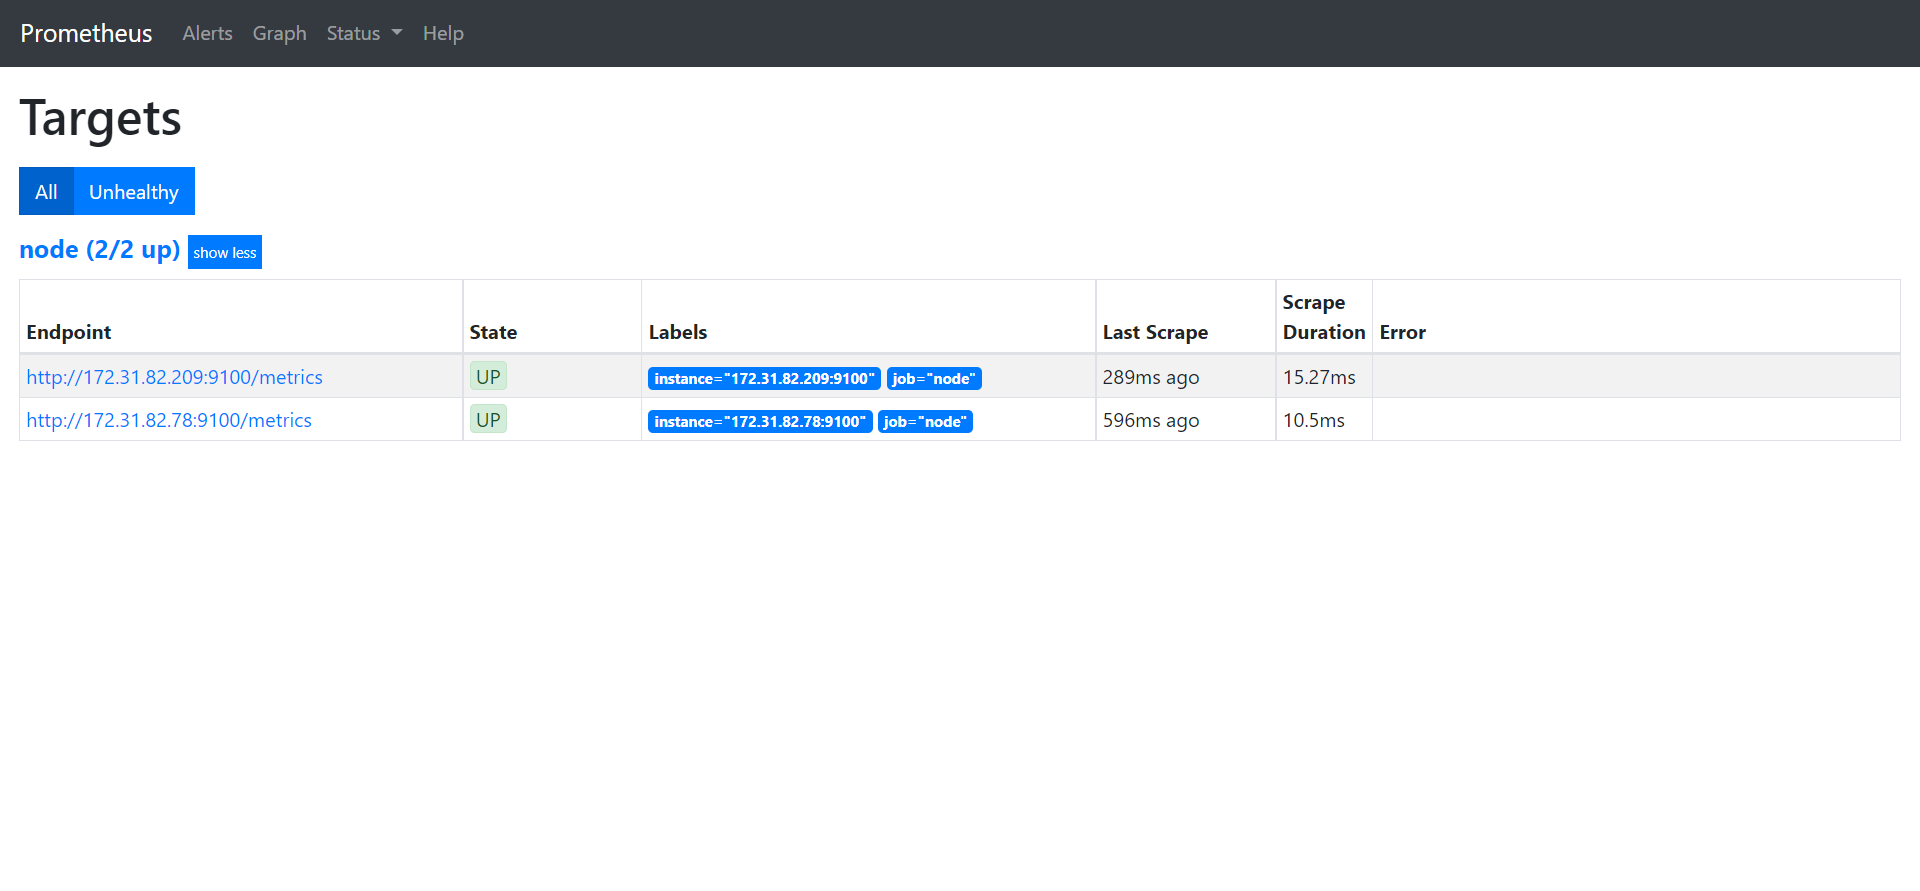 Prometheus Alerts Graph Status Help
Targets
All Unhealthy
node (2/2 up) show less
Endpoint State Labels Last Scrape Scrape Duration Error
http://172.31.82.209:9100/metrics UP instance="172.31.82.209:9100" job="node" 289ms ago 15.27ms
http://172.31.82.78:9100/metrics UP instance="172.31.82.78:9100" job="node" 596ms ago 10.5ms